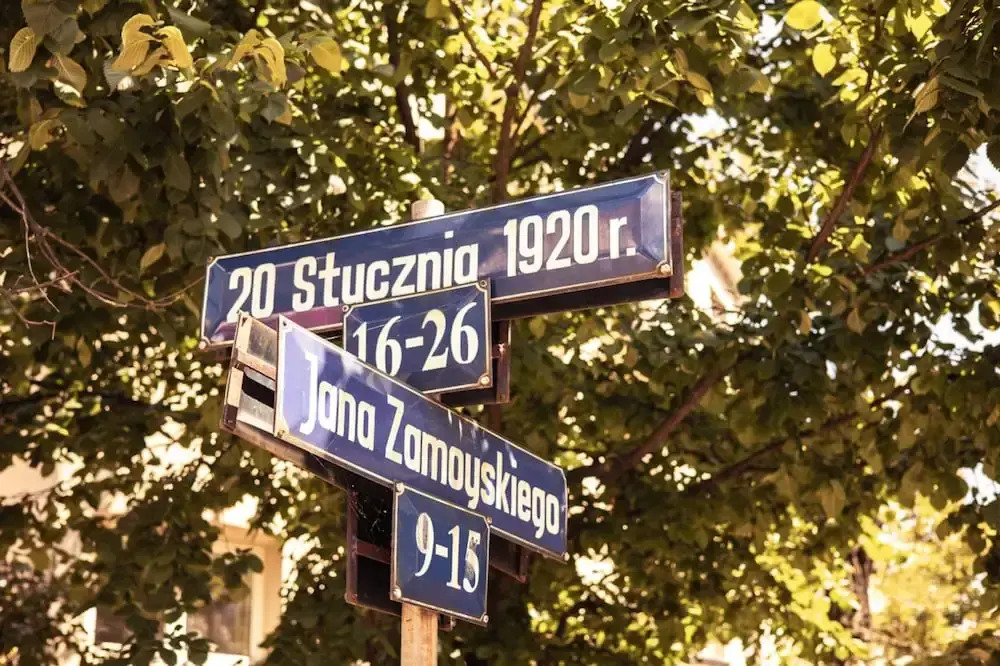 20 Stycznia 1920 r.
16-26
Jana Zamoyskiego
9-15